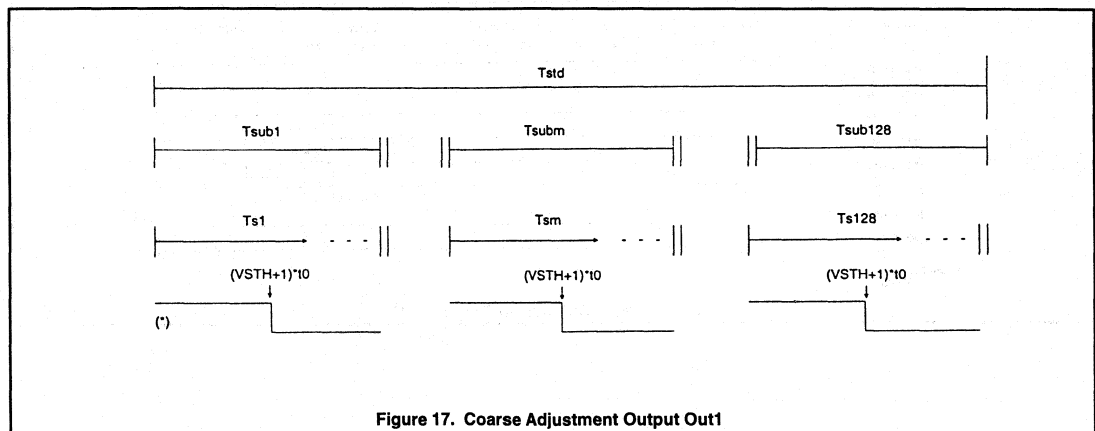 Tstd
Tsub1 Tsubm Tsub128
Ts1 Tsm Ts128
(VSTH+1)*t0 (VSTH+1)*t0 (VSTH+1)*t0
(*)
Figure 17. Coarse Adjustment Output Out1